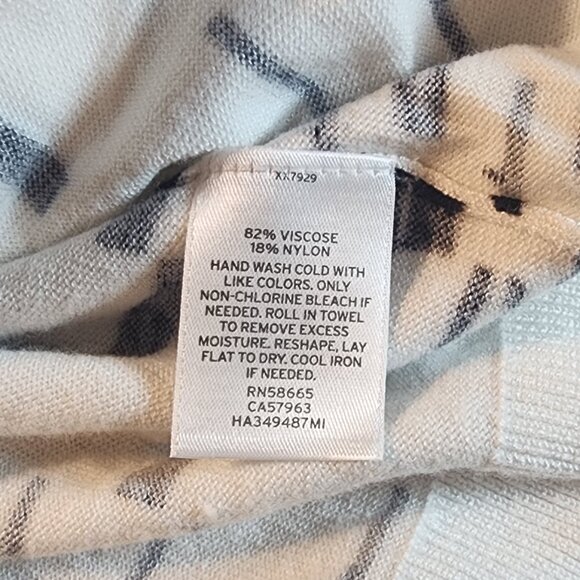 XX7929
82% VISCOSE
18% NYLON
HAND WASH COLD WITH
LIKE COLORS. ONLY
NON-CHLORINE BLEACH IF
NEEDED. ROLL IN TOWEL
TO REMOVE EXCESS
MOISTURE. RESHAPE, LAY
FLAT TO DRY. COOL IRON
IF NEEDED.
RN58665
CA57963
HA349487MI